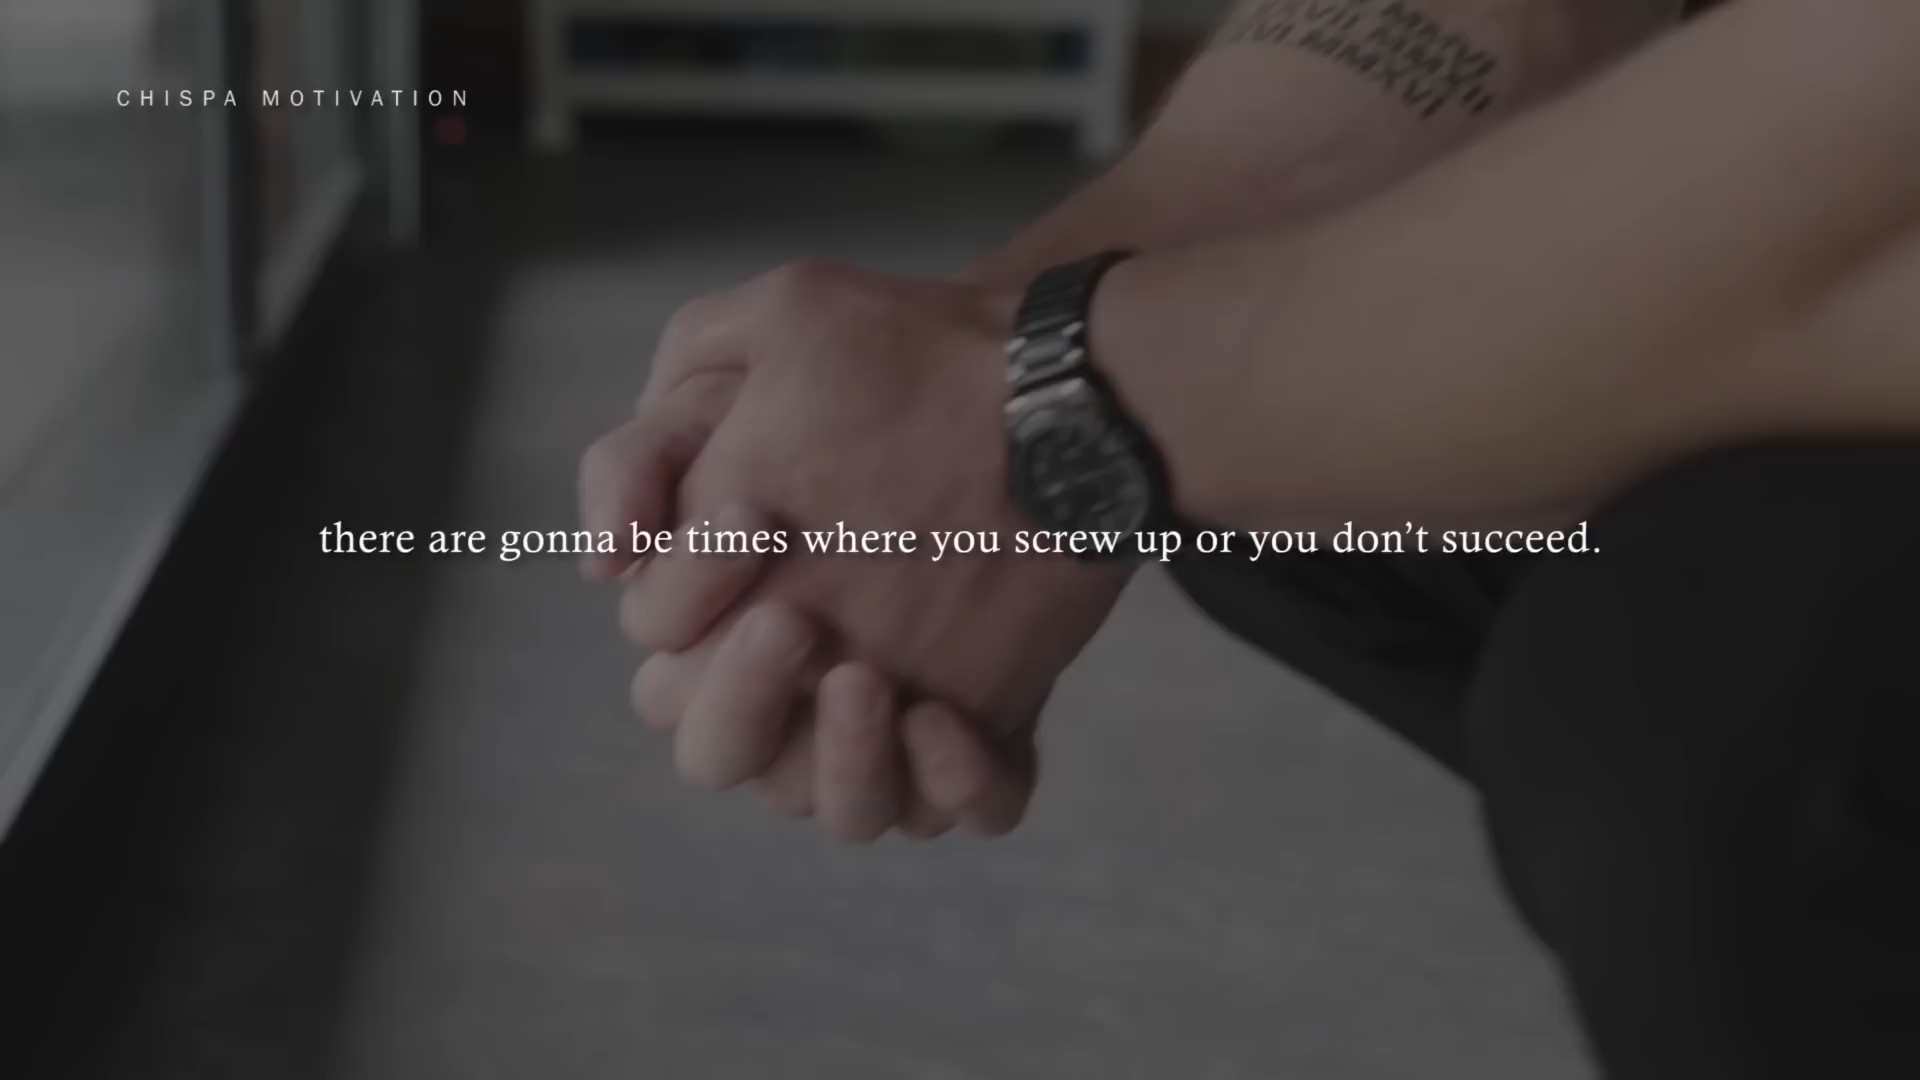 CHISPA MOTIVATION
there are gonna be times where you screw up or you don’t succeed.